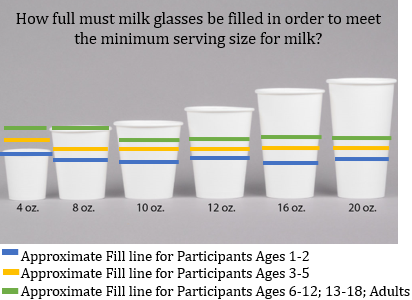 How full must milk glasses be filled in order to meet
the minimum serving size for milk?
4 oz. 8 oz. 10 oz. 12 oz. 16 oz. 20 oz.
Approximate Fill line for Participants Ages 1-2
Approximate Fill line for Participants Ages 3-5
Approximate Fill line for Participants Ages 6-12; 13-18; Adults